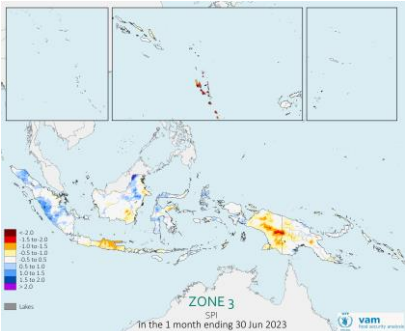 < -2.0
-1.5 to -2.0
-1.0 to -1.5
-0.5 to -1.0
-0.5 to 0.5
0.5 to 1.0
1.0 to 1.5
1.5 to 2.0
> 2.0
Lakes
ZONE 3
SPI
In the 1 month ending 30 Jun 2023
vam
food security analysis